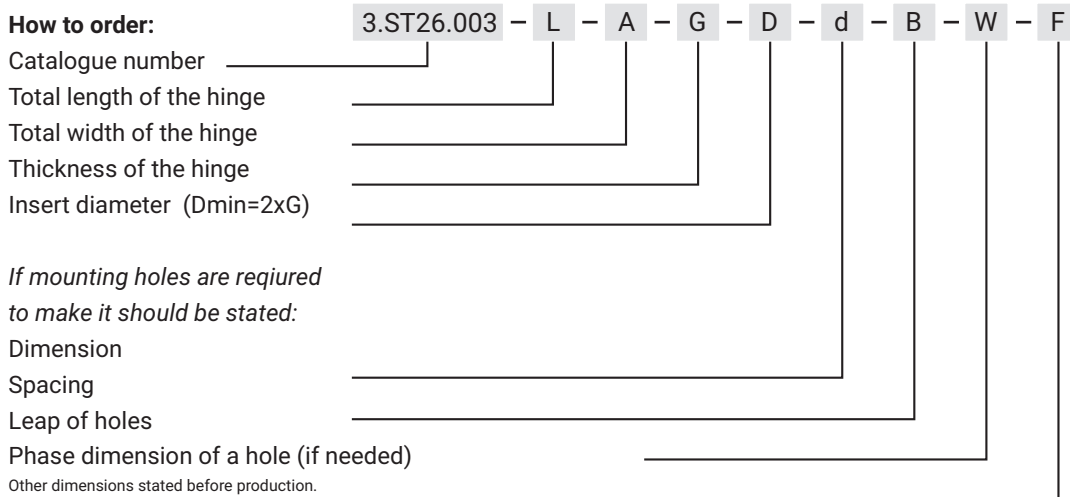 How to order: 3.ST26.003 – L – A – G – D – d – B – W – F
Catalogue number
Total length of the hinge
Total width of the hinge
Thickness of the hinge
Insert diameter (Dmin=2xG)
If mounting holes are reqiured
to make it should be stated:
Dimension
Spacing
Leap of holes
Phase dimension of a hole (if needed)
Other dimensions stated before production.